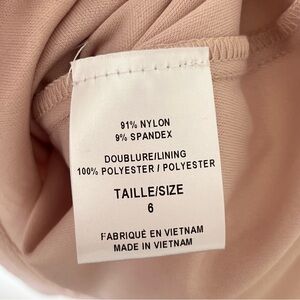 91% NYLON
9% SPANDEX
DOUBLURE/LINING
100% POLYESTER / POLYESTER
TAILLE/SIZE
6
FABRIQUÉ EN VIETNAM
MADE IN VIETNAM